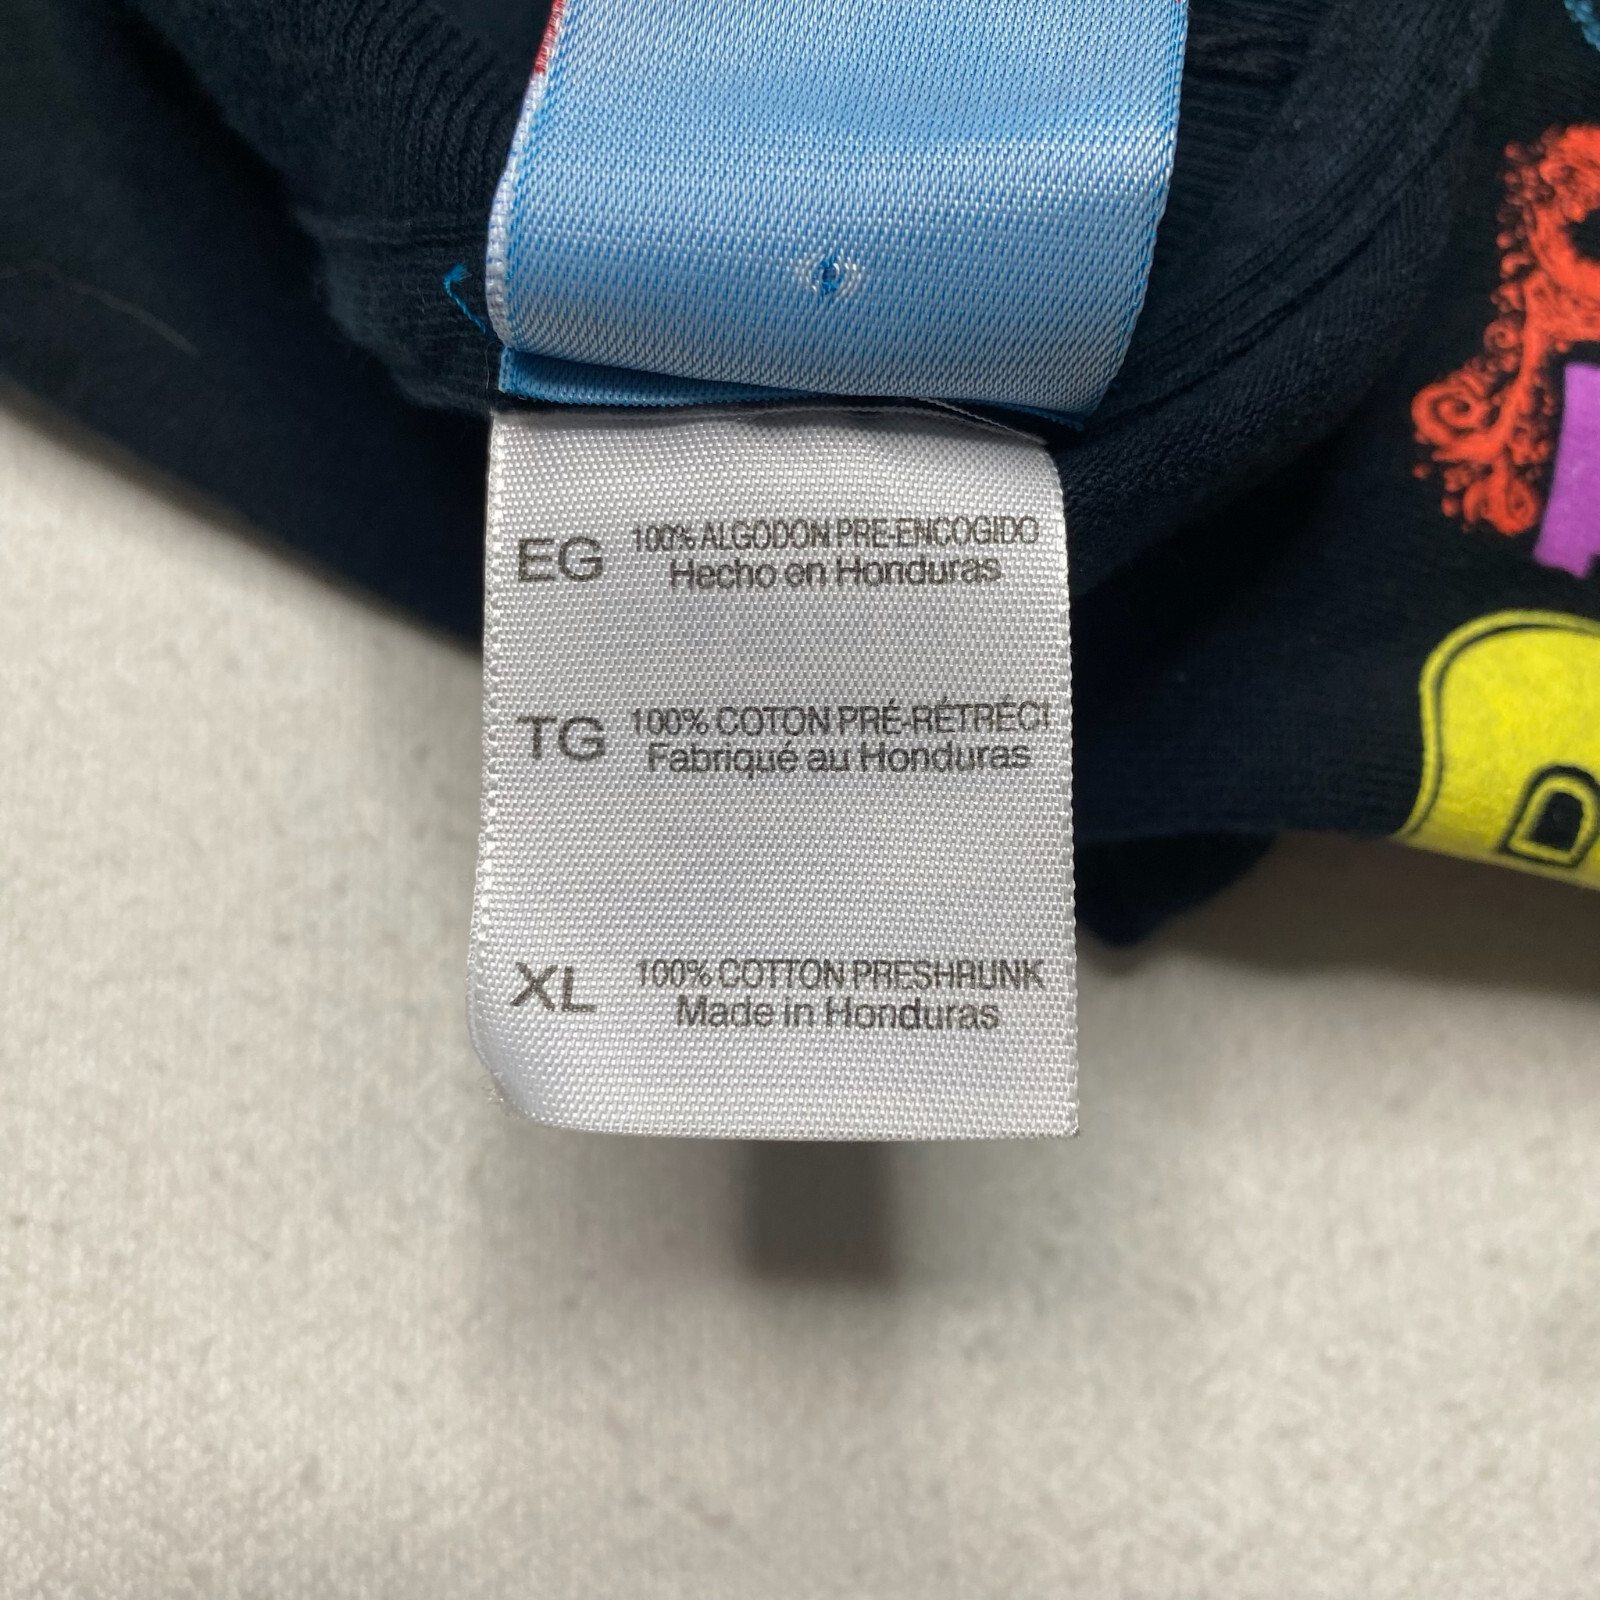 EG 100% ALGODON PRE-ENCOGIDO
Hecho en Honduras
TG 100% COTON PRÉ-RÉTRÉCI
Fabriqué au Honduras
XL 100% COTTON PRESHRUNK
Made in Honduras